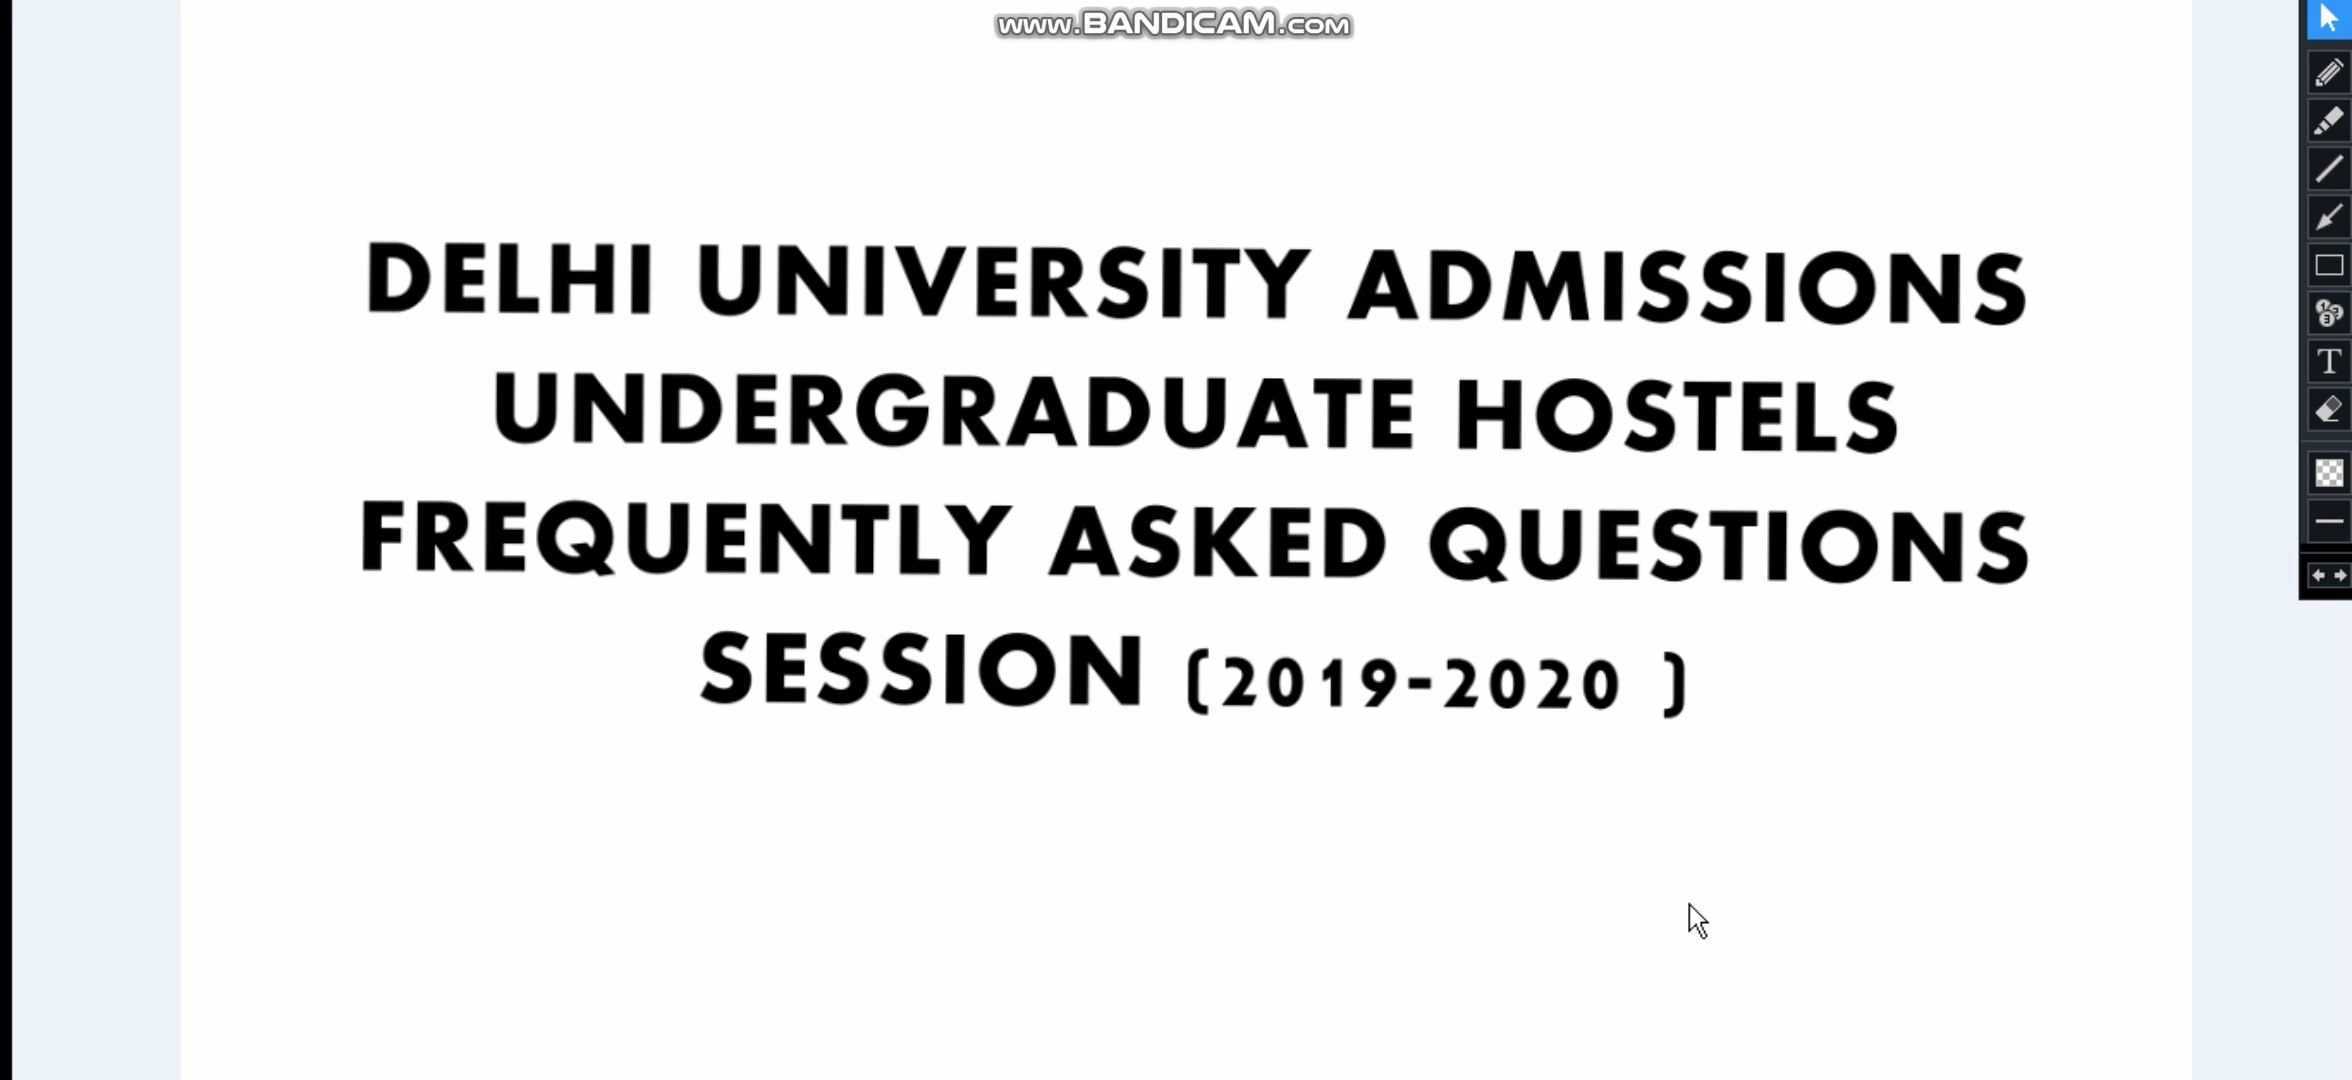 www.BANDICAM.com
DELHI UNIVERSITY ADMISSIONS
UNDERGRADUATE HOSTELS
FREQUENTLY ASKED QUESTIONS
SESSION (2019-2020 )
T